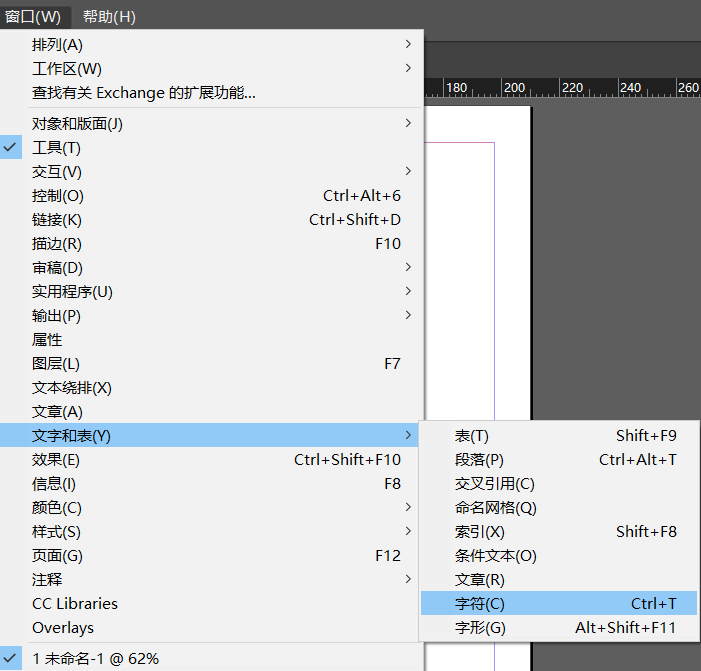 窗口(W) 帮助(H)
排列(A)
工作区(W)
查找有关 Exchange 的扩展功能...
180 200 220 240 260
对象和版面(J)
工具(T)
交互(V)
控制(O) Ctrl+Alt+6
链接(K) Ctrl+Shift+D
描边(R) F10
审稿(D)
实用程序(U)
输出(P)
属性
图层(L) F7
文本绕排(X)
文章(A)
文字和表(Y)
效果(E) Ctrl+Shift+F10
信息(I) F8
颜色(C)
样式(S)
页面(G) F12
注释
CC Libraries
Overlays
1 未命名-1 @ 62%
表(T) Shift+F9
段落(P) Ctrl+Alt+T
交叉引用(C)
命名网格(Q)
索引(X) Shift+F8
条件文本(O)
文章(R)
字符(C) Ctrl+T
字形(G) Alt+Shift+F11